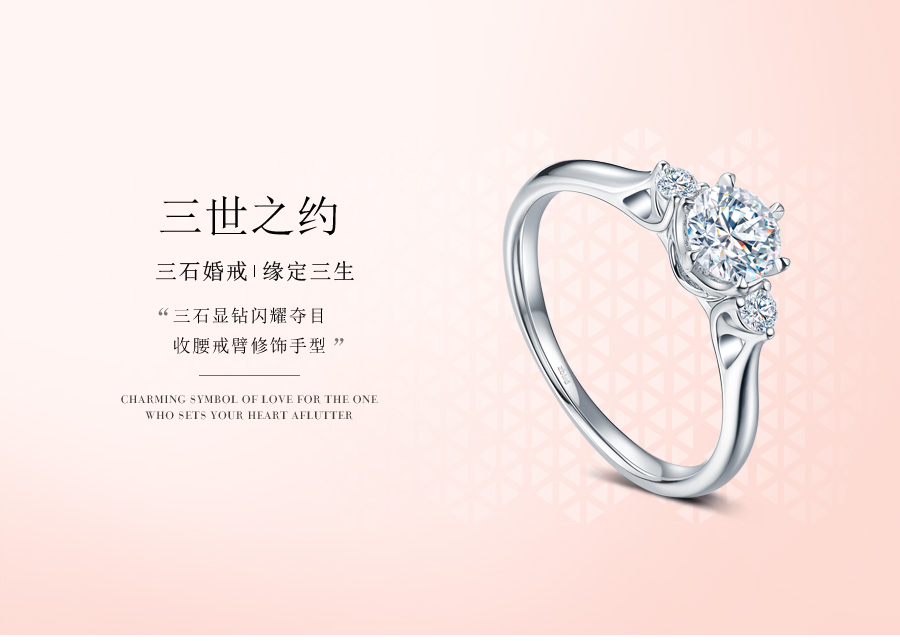 三世之约
三石婚戒|缘定三生
“三石显钻闪耀夺目
收腰戒臂修饰手型”
CHARMING SYMBOL OF LOVE FOR THE ONE
WHO SETS YOUR HEART AFLUTTER